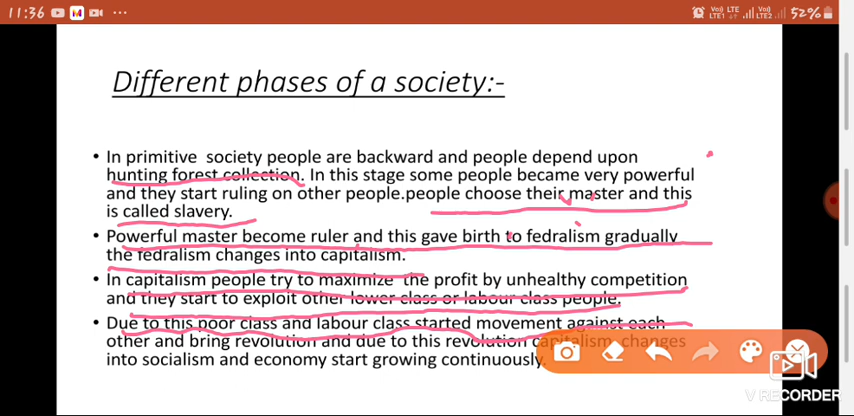 11:36
Vo)) LTE
LTE1
Vo))
LTE2
52%
Different phases of a society:-
• In primitive society people are backward and people depend upon
hunting forest collection. In this stage some people became very powerful
and they start ruling on other people.people choose their master and this
is called slavery.
• Powerful master become ruler and this gave birth to fedralism gradually
the fedralism changes into capitalism.
• In capitalism people try to maximize the profit by unhealthy competition
and they start to exploit other lower class or labour class people.
• Due to this poor class and labour class started movement against each
other and bring revolution and due to this revolution capitalism changes
into socialism and economy start growing continuously.
V RECORDER